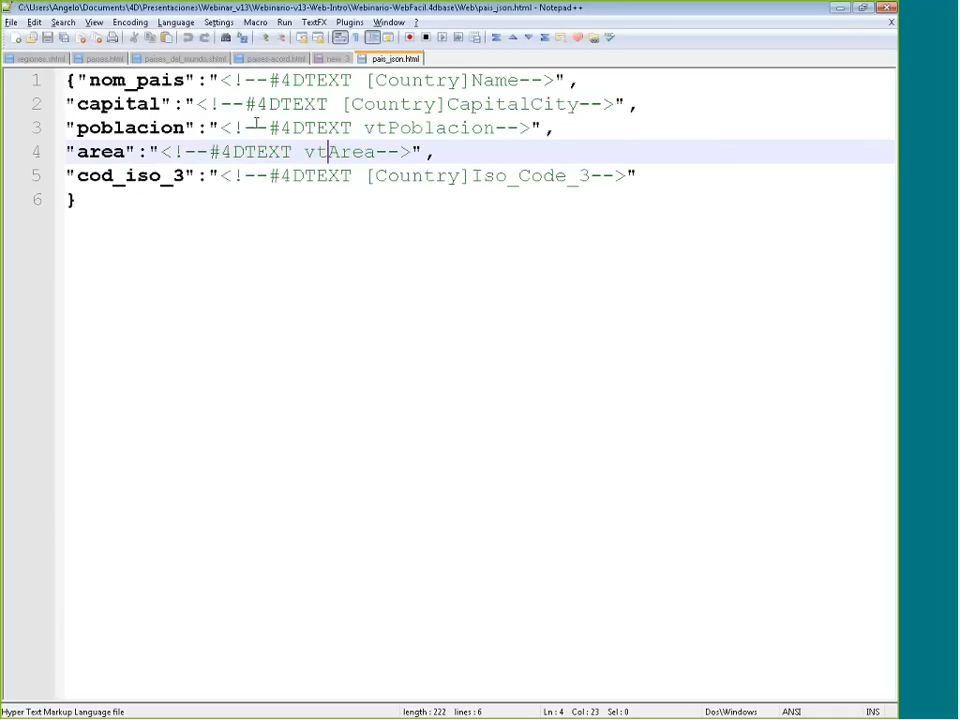 C:\Users\Angelo\Documents\4D\Presentaciones\Webinar_v13\Webinario-v13-Web-Intro\Webinario-WebFacil.4dbase\Web\pais_json.html - Notepad++
File Edit Search View Encoding Language Settings Macro Run TextFX Plugins Window ? X
regiones.shtml paises.html paises_del_mundo.shtml paises-acord.html new 3 pais_json.html
1 {"nom_pais":"<!--#4DTEXT [Country]Name-->",
2 "capital":"<!--#4DTEXT [Country]CapitalCity-->",
3 "poblacion":"<!--#4DTEXT vtPoblacion-->",
4 "area":"<!--#4DTEXT vtArea-->",
5 "cod_iso_3":"<!--#4DTEXT [Country]Iso_Code_3-->"
6 }
Hyper Text Markup Language file length : 222 lines : 6 Ln : 4 Col : 23 Sel : 0 Dos\Windows ANSI INS